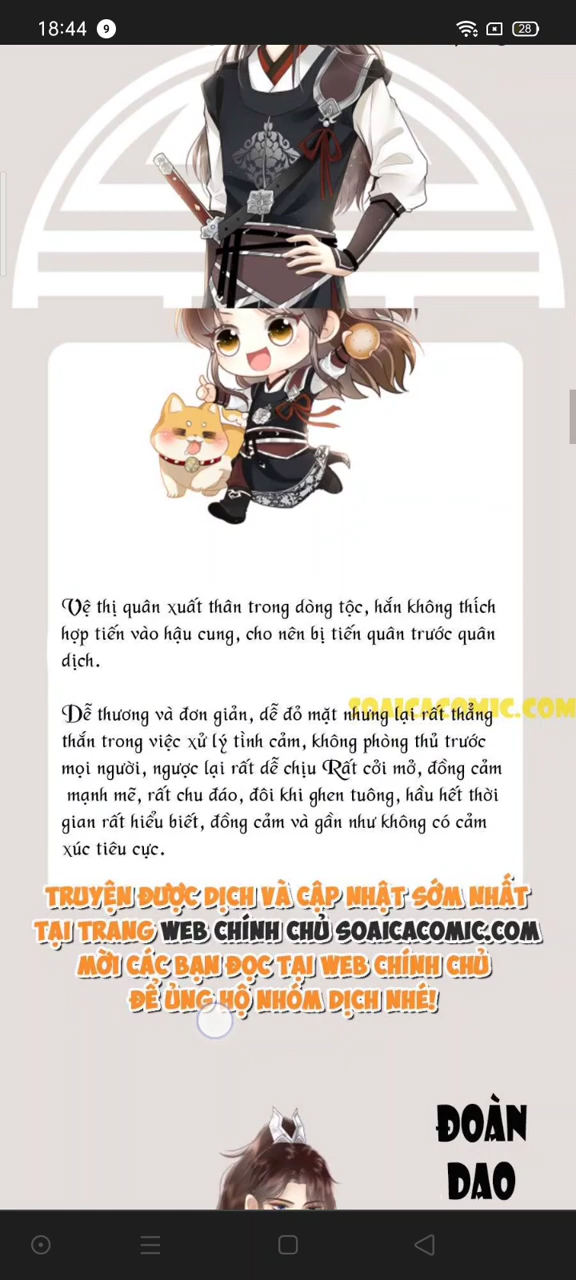 18:44 9 28
Vệ thị quân xuất thân trong dòng tộc, hắn không thích
hợp tiến vào hậu cung, cho nên bị tiến quân trước quân
dịch.
SOAICACOMIC.COM
Dễ thương và đơn giản, dễ đỏ mặt nhưng lại rất thẳng
thắn trong việc xử lý tình cảm, không phòng thủ trước
mọi người, ngược lại rất dễ chịu Rất cởi mở, đồng cảm
mạnh mẽ, rất chu đáo, đôi khi ghen tuông, hầu hết thời
gian rất hiểu biết, đồng cảm và gần như không có cảm
xúc tiêu cực.
TRUYỆN ĐƯỢC DỊCH VÀ CẬP NHẬT SỚM NHẤT
TẠI TRANG WEB CHÍNH CHỦ SOAICACOMIC.COM
MỜI CÁC BẠN ĐỌC TẠI WEB CHÍNH CHỦ
ĐỂ ỦNG HỘ NHÓM DỊCH NHÉ!
ĐOÀN
DAO